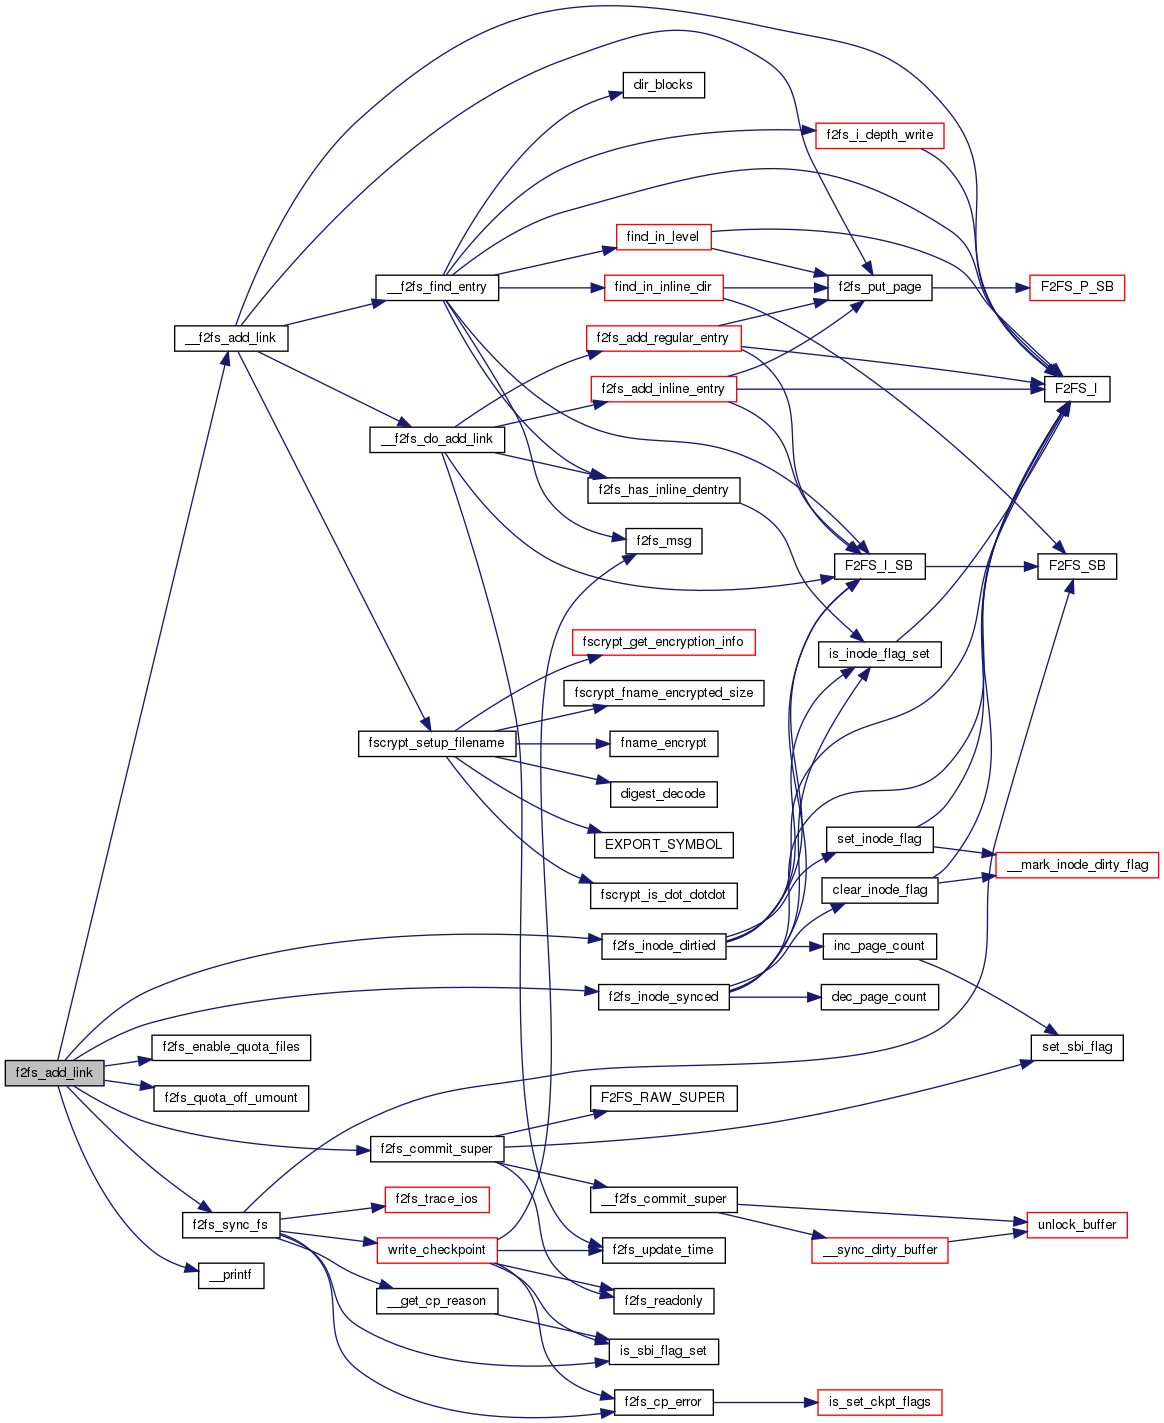 dir_blocks
f2fs_i_depth_write
find_in_level
__f2fs_find_entry
find_in_inline_dir
f2fs_put_page
F2FS_P_SB
__f2fs_add_link
f2fs_add_regular_entry
f2fs_add_inline_entry
F2FS_I
__f2fs_do_add_link
f2fs_has_inline_dentry
f2fs_msg
F2FS_I_SB
F2FS_SB
fscrypt_get_encryption_info
is_inode_flag_set
fscrypt_fname_encrypted_size
fscrypt_setup_filename
fname_encrypt
digest_decode
EXPORT_SYMBOL
set_inode_flag
__mark_inode_dirty_flag
fscrypt_is_dot_dotdot
clear_inode_flag
f2fs_inode_dirtied
inc_page_count
f2fs_inode_synced
dec_page_count
f2fs_enable_quota_files
set_sbi_flag
f2fs_add_link
f2fs_quota_off_umount
F2FS_RAW_SUPER
f2fs_commit_super
f2fs_trace_ios
__f2fs_commit_super
f2fs_sync_fs
unlock_buffer
write_checkpoint
f2fs_update_time
__sync_dirty_buffer
__printf
__get_cp_reason
f2fs_readonly
is_sbi_flag_set
f2fs_cp_error
is_set_ckpt_flags